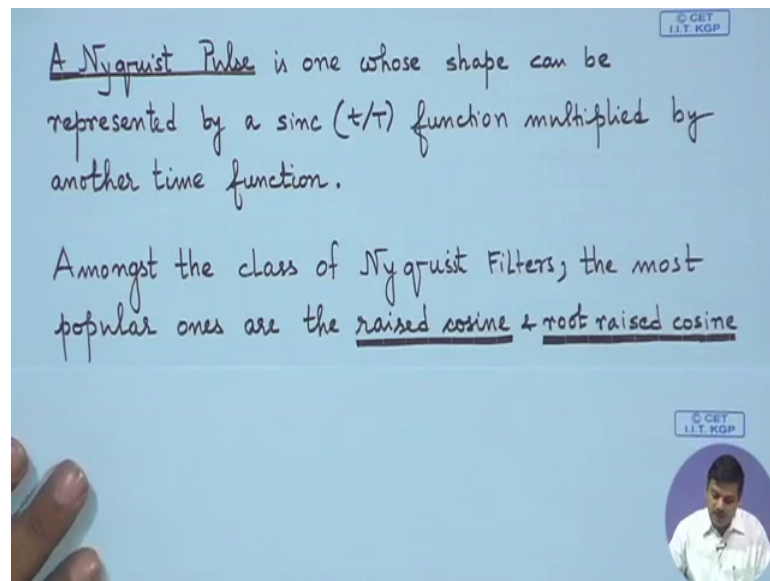 © CET
I.I.T. KGP
A Nyquist Pulse is one whose shape can be
represented by a sinc (t/T) function multiplied by
another time function.
Amongst the class of Nyquist Filters, the most
popular ones are the raised cosine & root raised cosine
© CET
I.I.T. KGP